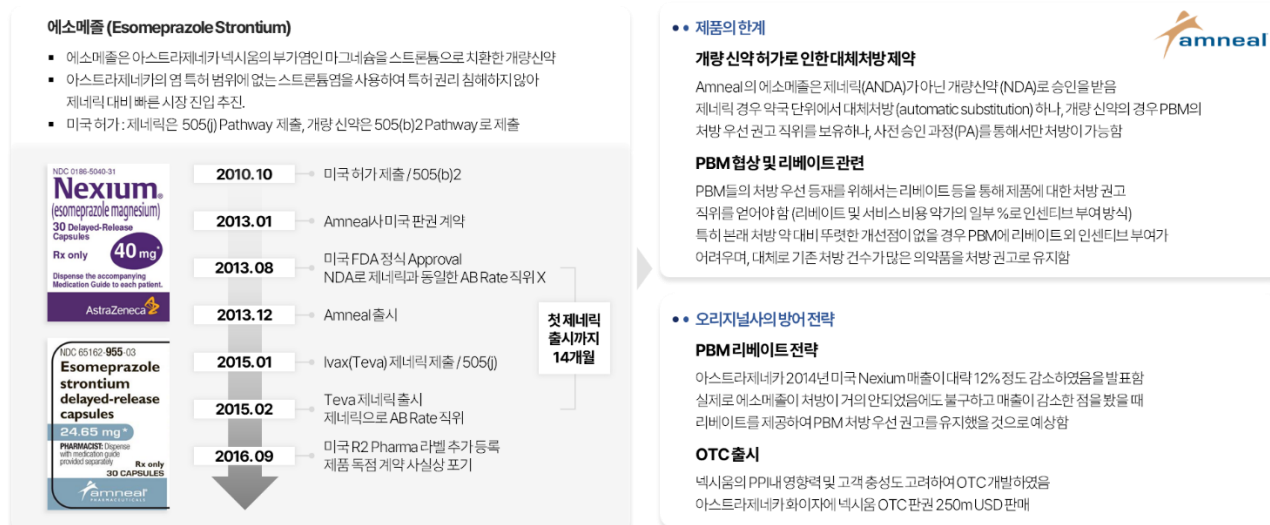 에소메졸 (Esomeprazole Strontium)
▪ 에소메졸은 아스트라제네카 넥시움의 부가염인 마그네슘을 스트론튬으로 치환한 개량신약
▪ 아스트라제네카의 염 특허 범위에 없는 스트론튬염을 사용하여 특허 권리 침해하지 않아
제네릭 대비 빠른 시장 진입 추진.
▪ 미국 허가 : 제네릭은 505(j) Pathway 제출, 개량 신약은 505(b)2 Pathway로 제출
NDC 0186-5040-31
Nexium®
(esomeprazole magnesium)
30 Delayed-Release
Capsules
Rx only
40 mg*
Dispense the accompanying
Medication Guide to each patient.
AstraZeneca
NDC 65162-955-03
Esomeprazole
strontium
delayed-release
capsules
24.65 mg*
PHARMACIST: Dispense
with medication guide
provided separately
Rx only
30 CAPSULES
amneal
PHARMACEUTICALS
2010.10 미국 허가 제출 / 505(b)2
2013.01 Amneal사 미국 판권 계약
2013.08 미국 FDA 정식 Approval
NDA로 제네릭과 동일한 AB Rate 직위 X
2013.12 Amneal 출시
2015.01 Ivax(Teva) 제네릭 제출 / 505(j)
2015.02 Teva 제네릭 출시
제네릭으로 AB Rate 직위
2016.09 미국 R2 Pharma 라벨 추가 등록
제품 독점 계약 사실상 포기
첫 제네릭
출시까지
14개월
•• 제품의 한계
amneal
개량 신약 허가로 인한 대체처방 제약
Amneal의 에소메졸은 제네릭(ANDA)가 아닌 개량신약 (NDA)로 승인을 받음
제네릭 경우 약국 단위에서 대체처방 (automatic substitution) 하나, 개량 신약의 경우 PBM의
처방 우선 권고 직위를 보유하나, 사전 승인 과정(PA)를 통해서만 처방이 가능함
PBM 협상 및 리베이트 관련
PBM들의 처방 우선 등재를 위해서는 리베이트 등을 통해 제품에 대한 처방 권고
직위를 얻어야 함 (리베이트 및 서비스 비용 약가의 일부 %로 인센티브 부여 방식)
특히 본래 처방 약 대비 뚜렷한 개선점이 없을 경우 PBM에 리베이트 외 인센티브 부여가
어려우며, 대체로 기존 처방 건수가 많은 의약품을 처방 권고로 유지함
•• 오리지널사의 방어 전략
PBM 리베이트 전략
아스트라제네카 2014년 미국 Nexium 매출이 대략 12% 정도 감소하였음을 발표함
실제로 에소메졸이 처방이 거의 안되었음에도 불구하고 매출이 감소한 점을 봤을 때
리베이트를 제공하여 PBM 처방 우선 권고를 유지했을 것으로 예상함
OTC 출시
넥시움의 PPI내 영향력 및 고객 충성도 고려하여 OTC 개발하였음
아스트라제네카 화이자에 넥시움 OTC 판권 250m USD 판매